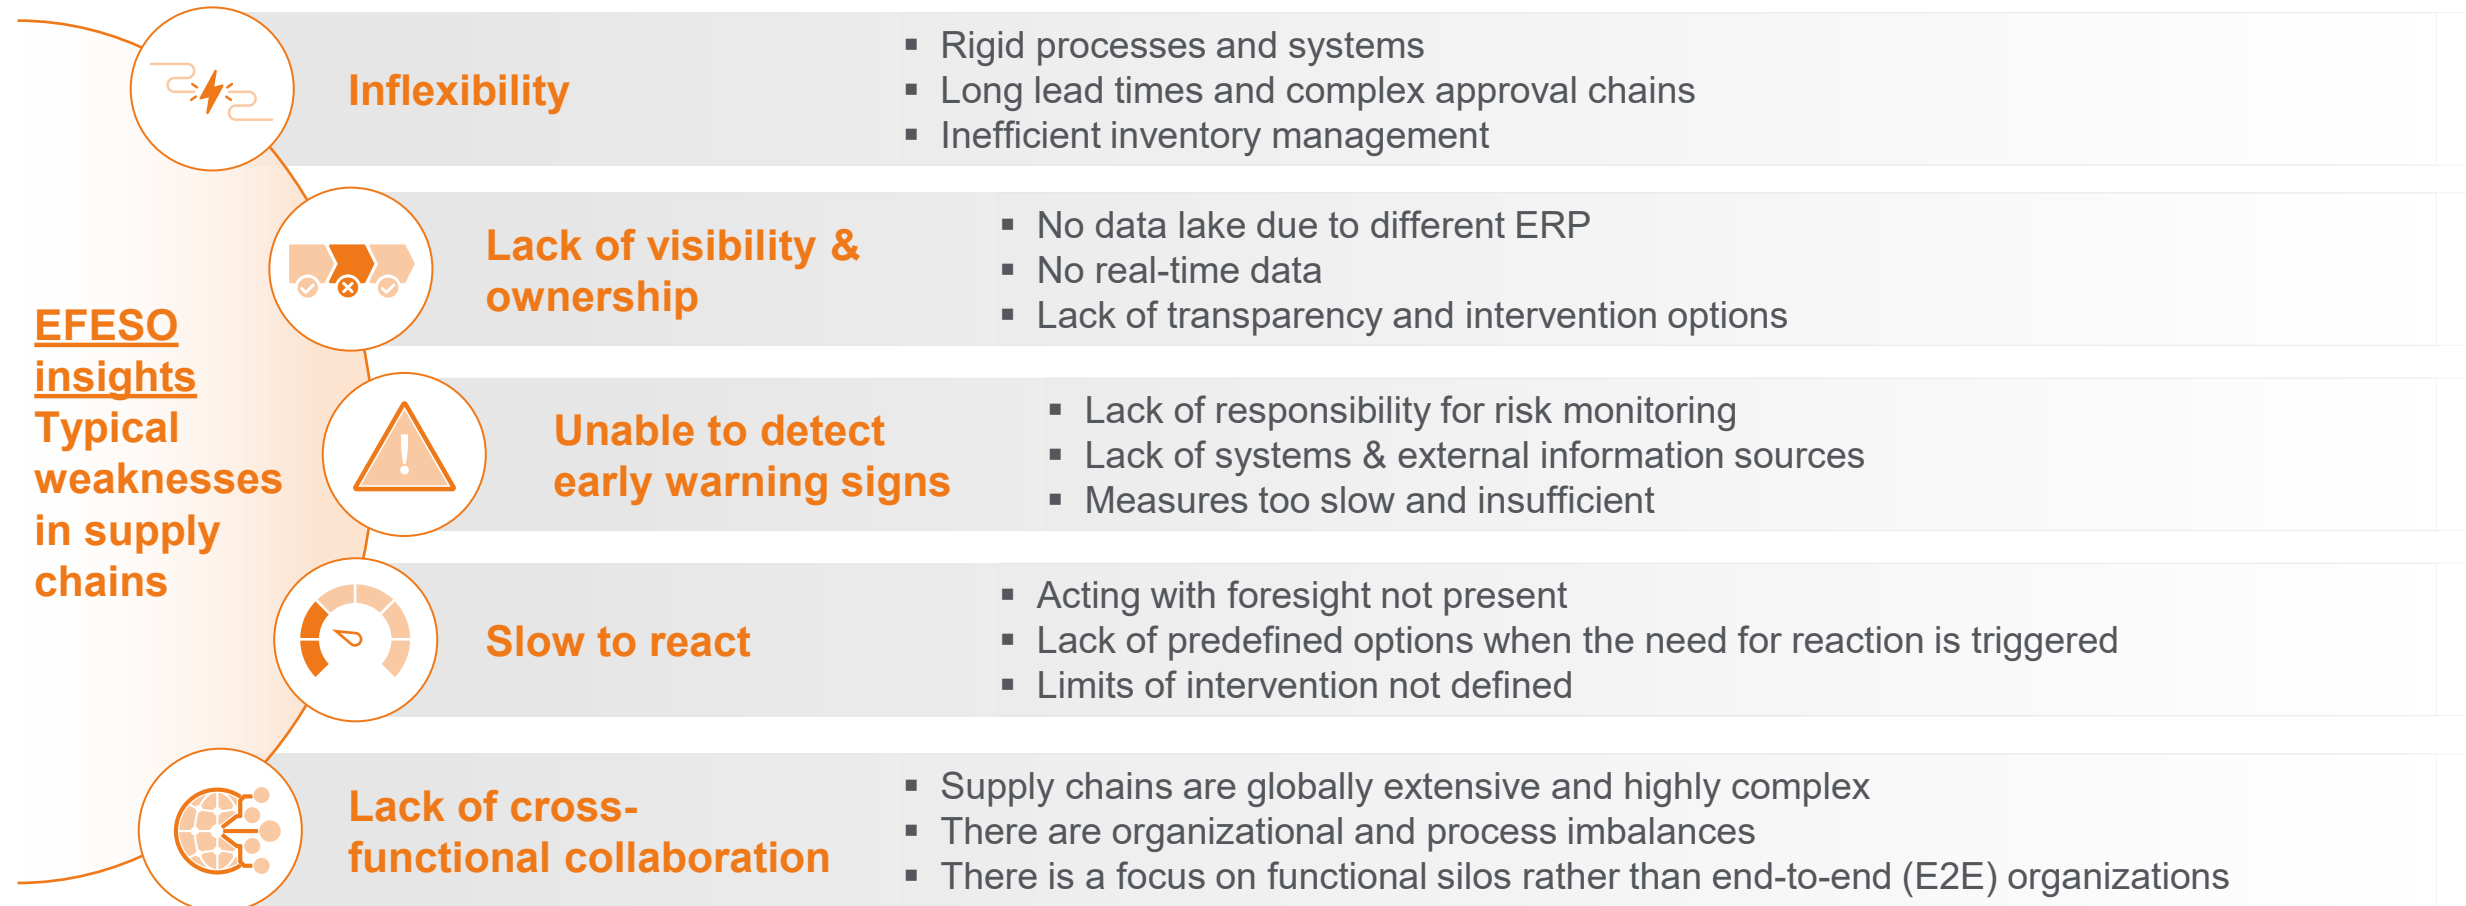 EFESO
insights
Typical
weaknesses
in supply
chains
Inflexibility
▪ Rigid processes and systems
▪ Long lead times and complex approval chains
▪ Inefficient inventory management
Lack of visibility &
ownership
▪ No data lake due to different ERP
▪ No real-time data
▪ Lack of transparency and intervention options
Unable to detect
early warning signs
▪ Lack of responsibility for risk monitoring
▪ Lack of systems & external information sources
▪ Measures too slow and insufficient
Slow to react
▪ Acting with foresight not present
▪ Lack of predefined options when the need for reaction is triggered
▪ Limits of intervention not defined
Lack of cross-
functional collaboration
▪ Supply chains are globally extensive and highly complex
▪ There are organizational and process imbalances
▪ There is a focus on functional silos rather than end-to-end (E2E) organizations